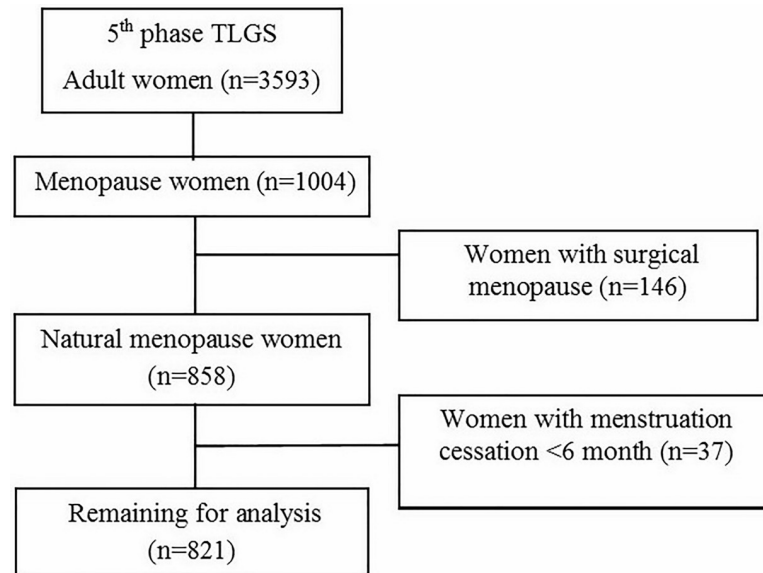 5th phase TLGS
Adult women (n=3593)
Menopause women (n=1004)
Women with surgical
menopause (n=146)
Natural menopause women
(n=858)
Women with menstruation
cessation <6 month (n=37)
Remaining for analysis
(n=821)